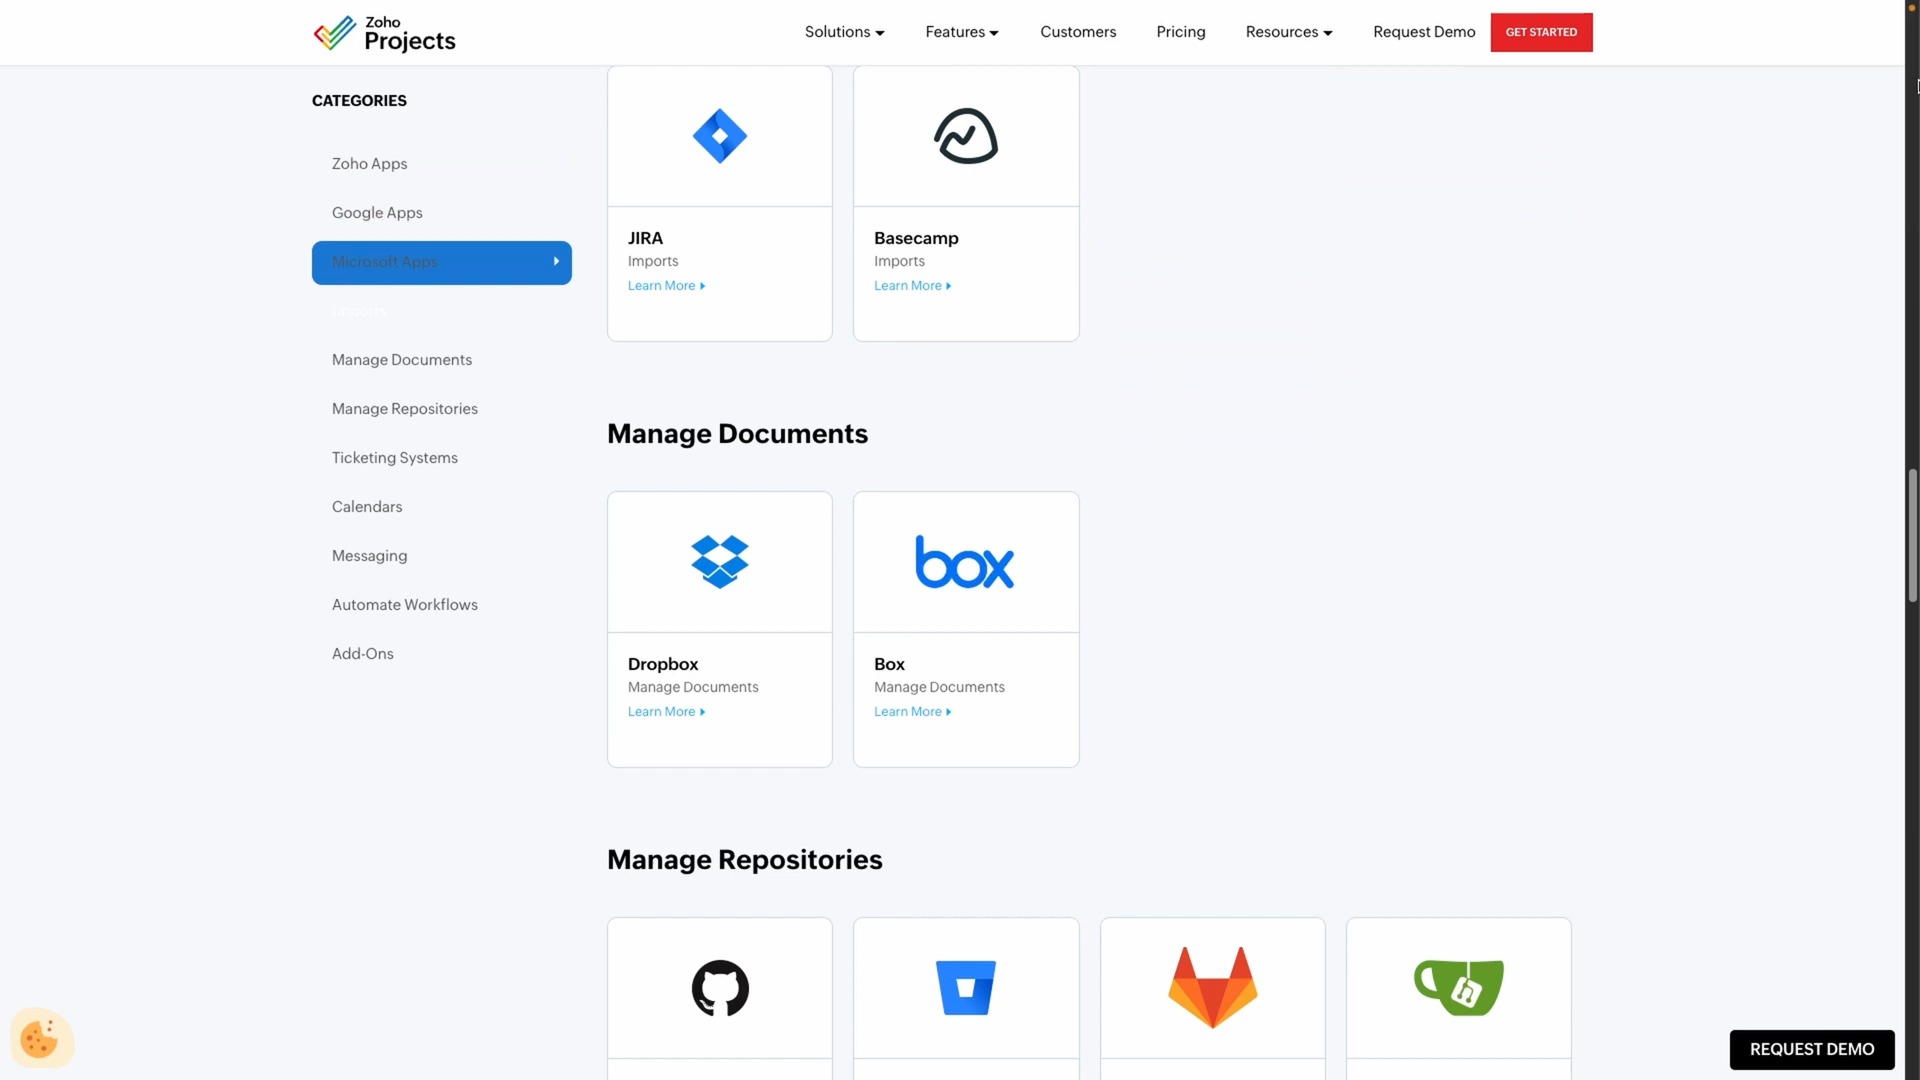 Zoho
Projects
Solutions
Features
Customers
Pricing
Resources
Request Demo
GET STARTED
CATEGORIES
Zoho Apps
Google Apps
Microsoft Apps
Imports
Manage Documents
Manage Repositories
Ticketing Systems
Calendars
Messaging
Automate Workflows
Add-Ons
JIRA
Imports
Learn More
Basecamp
Imports
Learn More
Manage Documents
box
Dropbox
Manage Documents
Learn More
Box
Manage Documents
Learn More
Manage Repositories
REQUEST DEMO